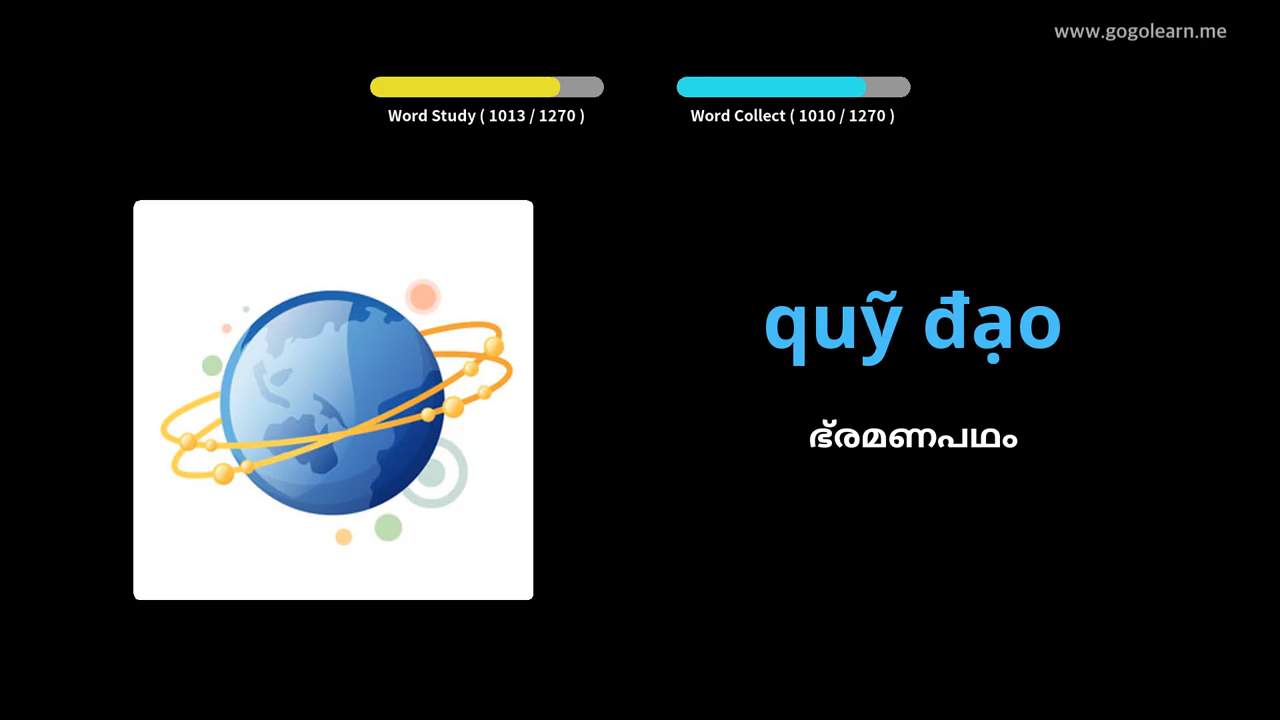 www.gogolearn.me
Word Study ( 1013 / 1270 )
Word Collect ( 1010 / 1270 )
quỹ đạo
ഭ്രമണപഥം